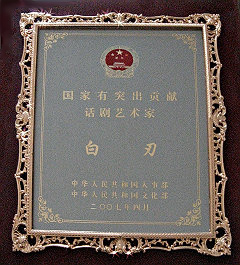 国家有突出贡献
话剧艺术家
白刃
中华人民共和国人事部
中华人民共和国文化部
二〇〇七年四月